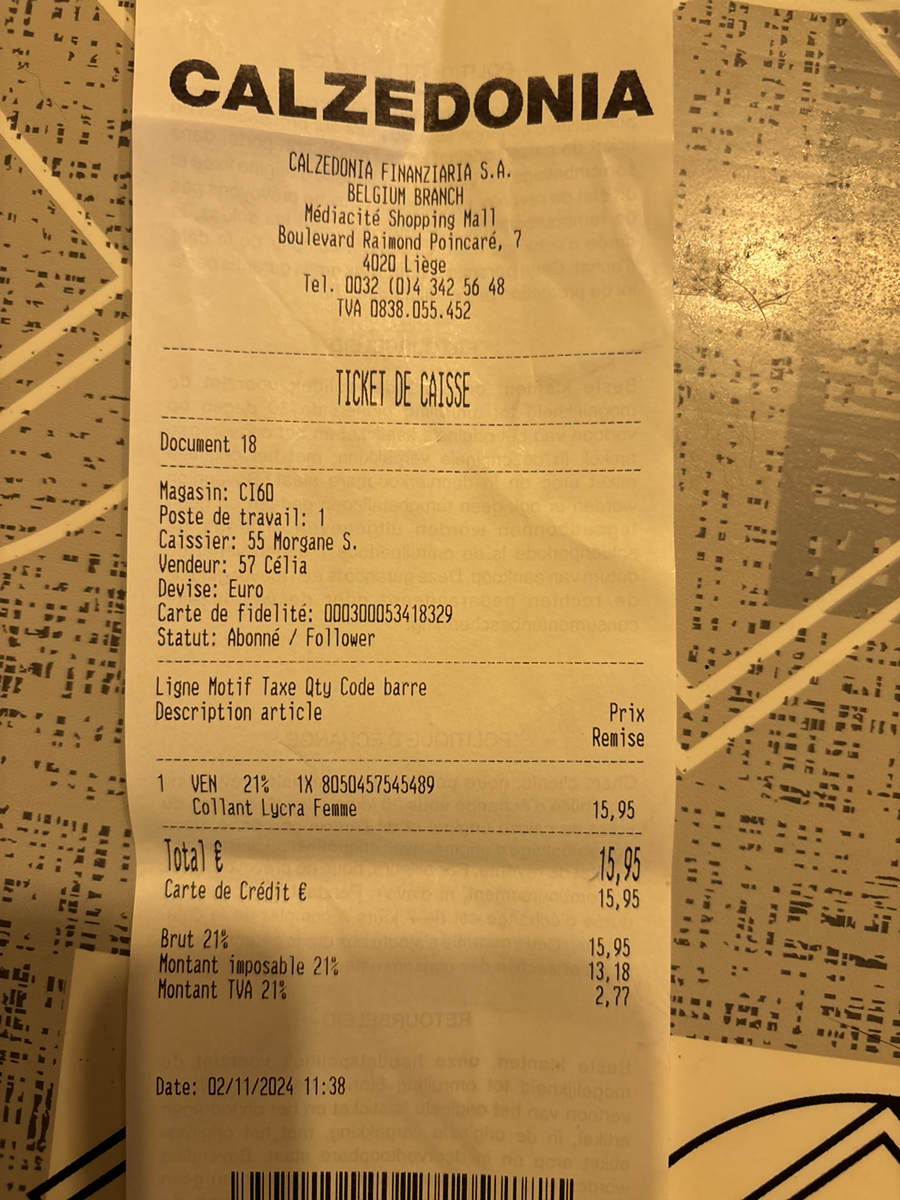 CALZEDONIA
CALZEDONIA FINANZIARIA S.A.
BELGIUM BRANCH
Médiacité Shopping Mall
Boulevard Raimond Poincaré, 7
4020 Liège
Tel. 0032 (0)4 342 56 48
TVA 0838.055.452
TICKET DE CAISSE
Document 18
Magasin: CI60
Poste de travail: 1
Caissier: 55 Morgane S.
Vendeur: 57 Célia
Devise: Euro
Carte de fidelité: 000300053418329
Statut: Abonné / Follower
Ligne Motif Taxe Qty Code barre
Description article Prix
Remise
1 VEN 21% 1X 8050457545489
Collant Lycra Femme 15,95
Total € 15,95
Carte de Crédit € 15,95
Brut 21% 15,95
Montant imposable 21% 13,18
Montant TVA 21% 2,77
Date: 02/11/2024 11:38